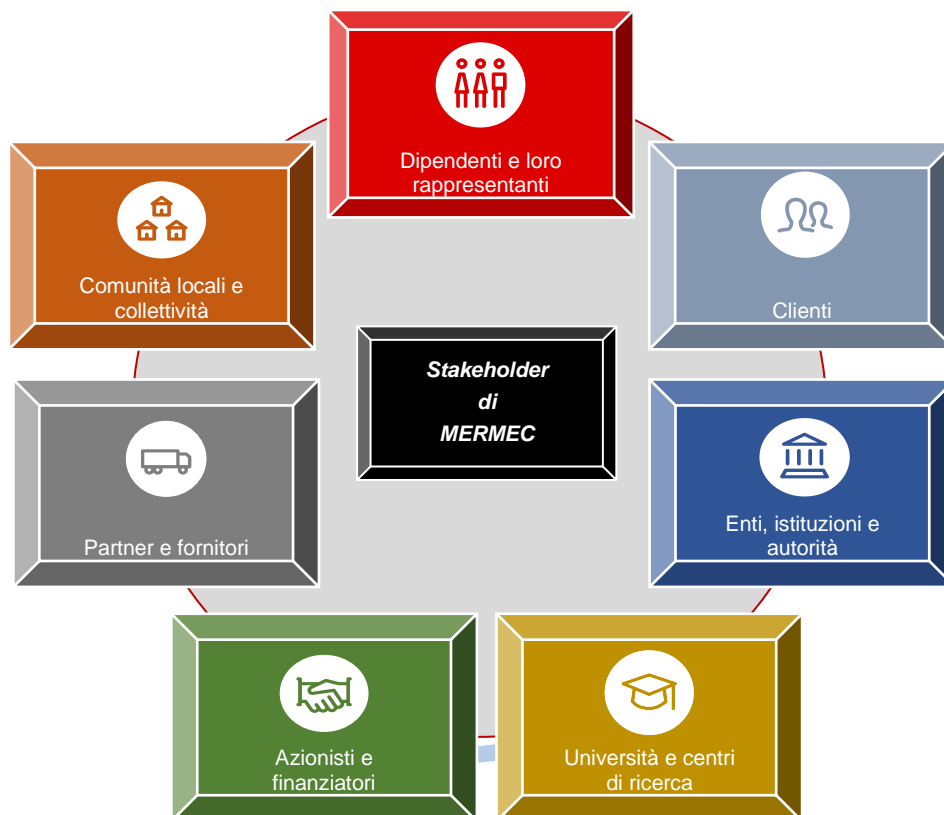 Dipendenti e loro
rappresentanti
Comunità locali e
collettività
Clienti
Stakeholder
di
MERMEC
Partner e fornitori
Enti, istituzioni e
autorità
Azionisti e
finanziatori
Università e centri
di ricerca